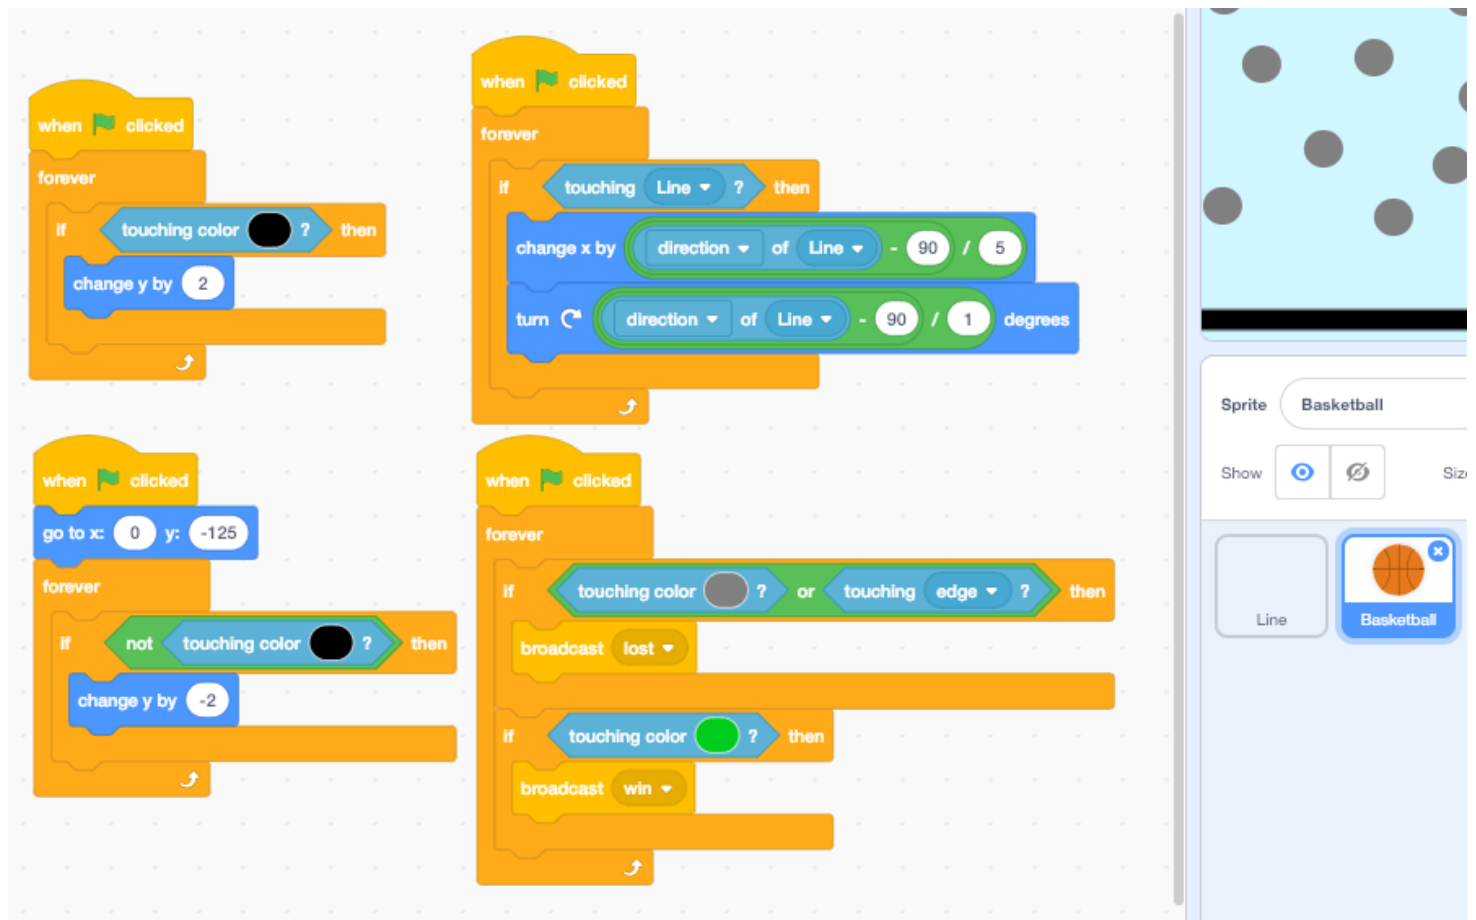 when clicked
forever
if touching color ? then
change y by 2
when clicked
forever
if touching Line ? then
change x by direction of Line - 90 / 5
turn direction of Line - 90 / 1 degrees
when clicked
go to x: 0 y: -125
forever
if not touching color ? then
change y by -2
when clicked
forever
if touching color ? or touching edge ? then
broadcast lost
if touching color ? then
broadcast win
Sprite Basketball
Show
Line
Basketball